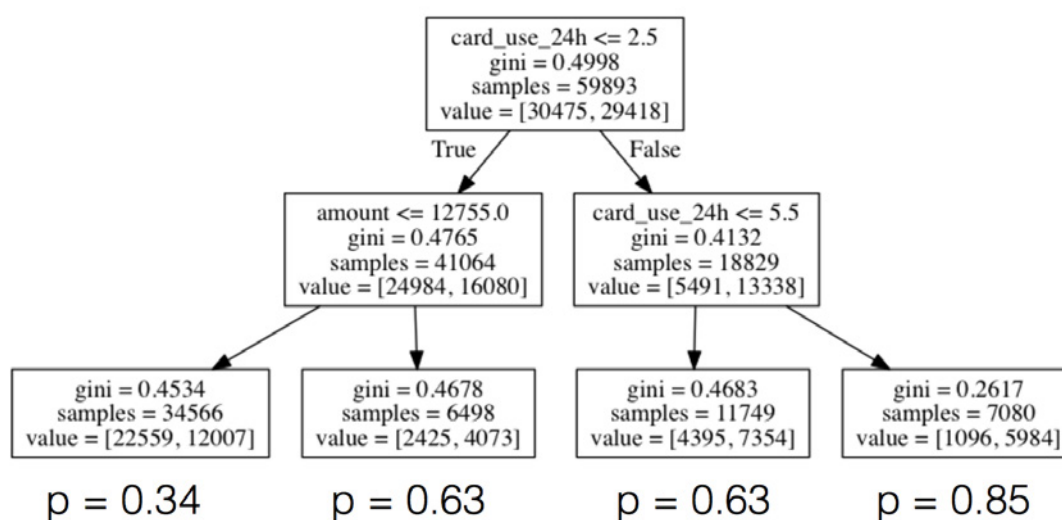 card_use_24h <= 2.5
gini = 0.4998
samples = 59893
value = [30475, 29418]
True
False
amount <= 12755.0
gini = 0.4765
samples = 41064
value = [24984, 16080]
card_use_24h <= 5.5
gini = 0.4132
samples = 18829
value = [5491, 13338]
gini = 0.4534
samples = 34566
value = [22559, 12007]
gini = 0.4678
samples = 6498
value = [2425, 4073]
gini = 0.4683
samples = 11749
value = [4395, 7354]
gini = 0.2617
samples = 7080
value = [1096, 5984]
p = 0.34
p = 0.63
p = 0.63
p = 0.85